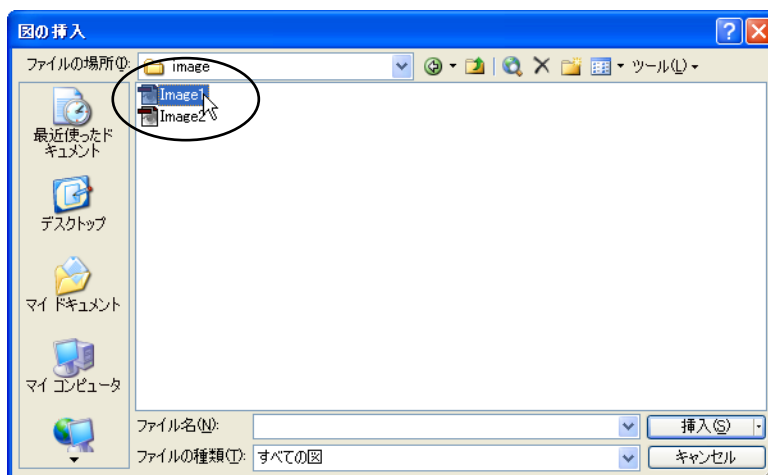 図の挿入
ファイルの場所(I):
image
ツール(L)
Image1
Image2
最近使ったド
キュメント
デスクトップ
マイ ドキュメント
マイ コンピュータ
ファイル名(N):
挿入(S)
ファイルの種類(T):
すべての図
キャンセル